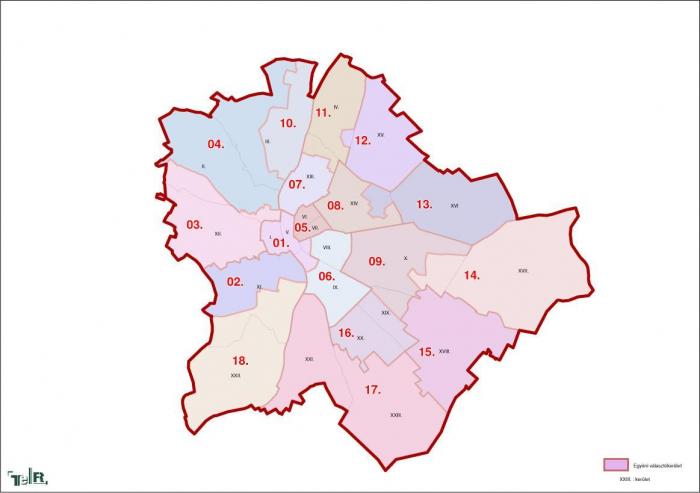 IV.
11.
10.
XV.
04.
12.
III.
II.
XIII.
07.
XIV
08.
13.
XVI
VI.
03.
05.
VII.
XII.
I.
V.
01.
VIII.
09.
X.
14.
XVII.
02.
XI.
06.
IX.
XIX.
16.
XX.
15.
XVIII.
18.
XXI.
XXII.
17.
XXIII.
Egyéni választókerület
XXIII. : kerület
TeIR